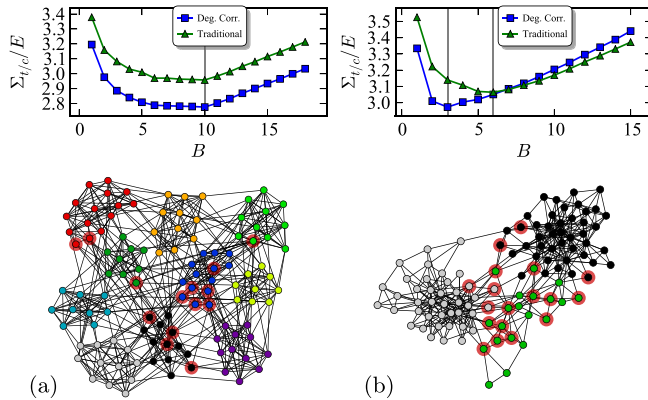 Σt/c/E
3.4
3.3
3.2
3.1
3.0
2.9
2.8
0 5 10 15
B
Deg. Corr.
Traditional
Σt/c/E
3.5
3.4
3.3
3.2
3.1
3.0
0 5 10 15
B
Deg. Corr.
Traditional
(a)
(b)